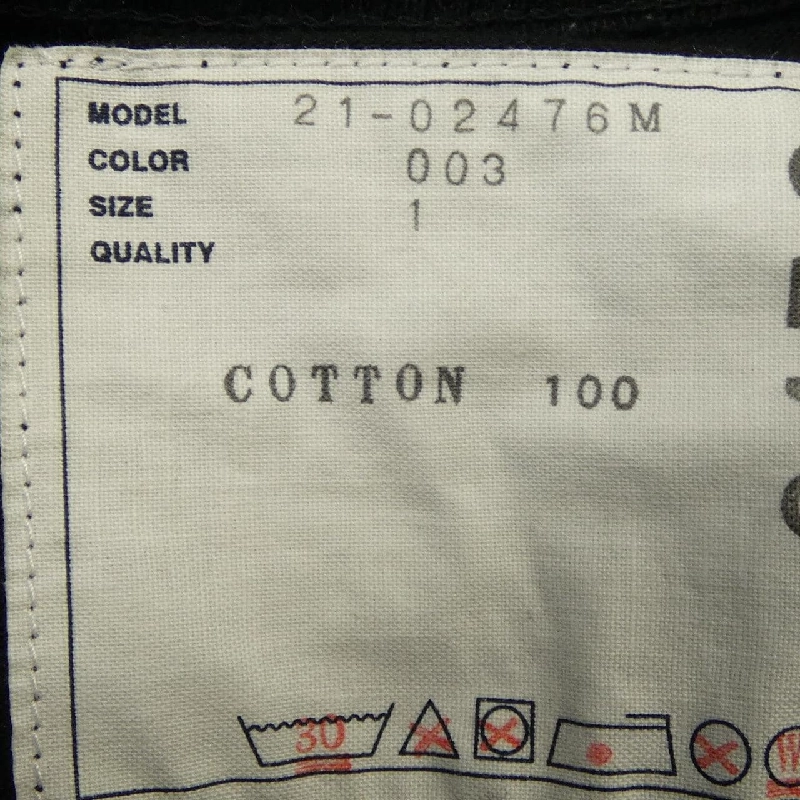 MODEL 21-02476M
COLOR 003
SIZE 1
QUALITY
COTTON 100
30